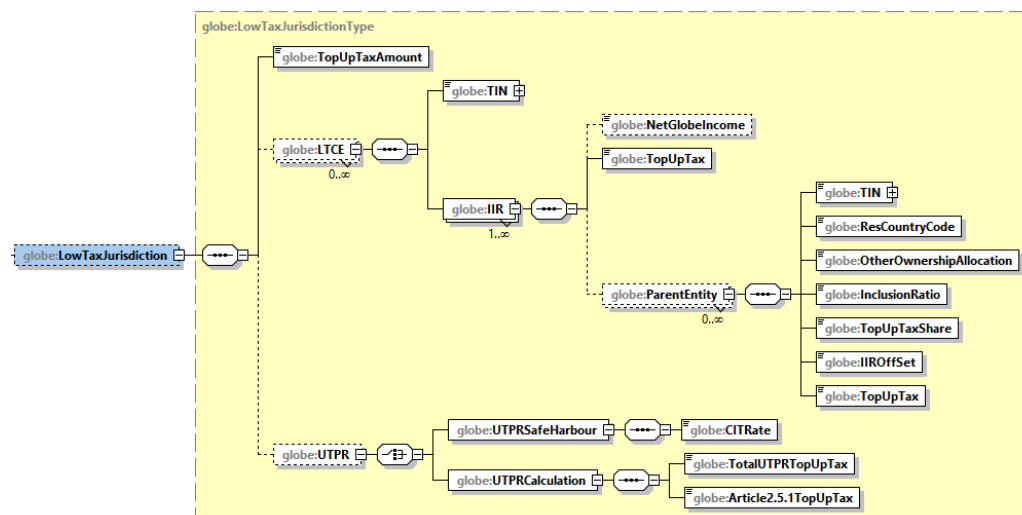 globe:LowTaxJurisdictionType
globe:TopUpTaxAmount
globe:TIN
globe:NetGlobeIncome
globe:LTCE
0..∞
globe:TopUpTax
globe:TIN
globe:IIR
1..∞
globe:ResCountryCode
globe:LowTaxJurisdiction
globe:OtherOwnershipAllocation
globe:ParentEntity
0..∞
globe:InclusionRatio
globe:TopUpTaxShare
globe:IIROffSet
globe:TopUpTax
globe:UTPRSafeHarbour
globe:CITRate
globe:UTPR
globe:UTPRCalculation
globe:TotalUTPRTopUpTax
globe:Article2.5.1TopUpTax